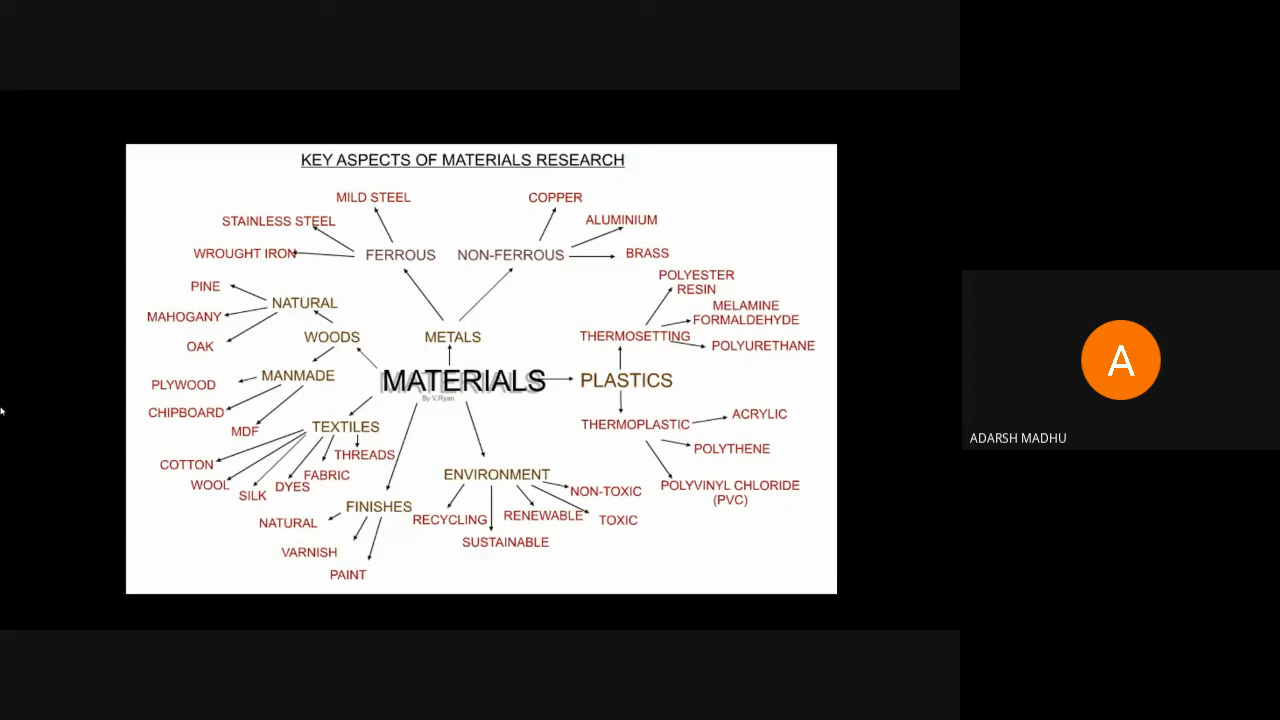 KEY ASPECTS OF MATERIALS RESEARCH
MILD STEEL
COPPER
STAINLESS STEEL
ALUMINIUM
WROUGHT IRON
FERROUS
NON-FERROUS
BRASS
POLYESTER
RESIN
PINE
NATURAL
MELAMINE
FORMALDEHYDE
MAHOGANY
WOODS
METALS
THERMOSETTING
POLYURETHANE
OAK
MANMADE
MATERIALS
By V.Ryan
PLASTICS
PLYWOOD
CHIPBOARD
MDF
TEXTILES
THERMOPLASTIC
ACRYLIC
POLYTHENE
THREADS
COTTON
FABRIC
WOOL
SILK
DYES
ENVIRONMENT
POLYVINYL CHLORIDE
(PVC)
NON-TOXIC
FINISHES
NATURAL
RECYCLING
RENEWABLE
TOXIC
SUSTAINABLE
VARNISH
PAINT
A
ADARSH MADHU